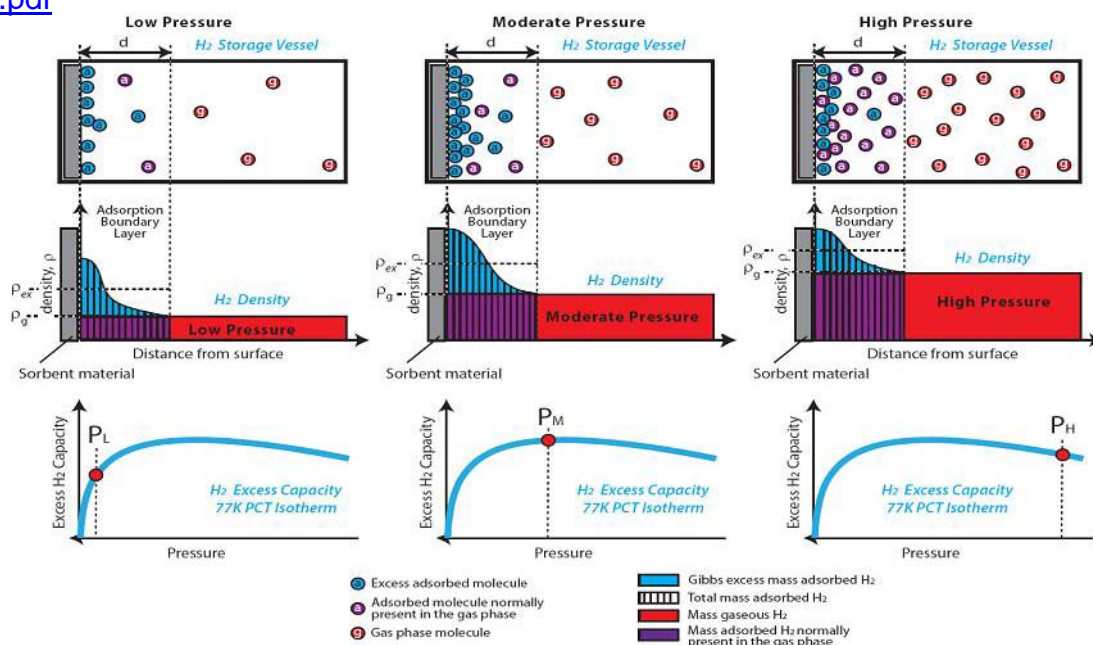 .pdf
Low Pressure
d
H₂ Storage Vessel
a a a a a a a a a a a
g g g g
Adsorption
Boundary
Layer
density, ρ
ρex
ρg
H₂ Density
Low Pressure
Distance from surface
Sorbent material
Excess H₂ Capacity
PL
H₂ Excess Capacity
77K PCT Isotherm
Pressure
Moderate Pressure
d
H₂ Storage Vessel
Adsorption
Boundary
Layer
density, ρ
ρex
ρg
H₂ Density
Moderate Pressure
Distance from surface
Sorbent material
Excess H₂ Capacity
PM
H₂ Excess Capacity
77K PCT Isotherm
Pressure
High Pressure
d
H₂ Storage Vessel
Adsorption
Boundary
Layer
density, ρ
ρex
ρg
H₂ Density
High Pressure
Distance from surface
Sorbent material
Excess H₂ Capacity
PH
H₂ Excess Capacity
77K PCT Isotherm
Pressure
a Excess adsorbed molecule
a Adsorbed molecule normally
present in the gas phase
g Gas phase molecule
Gibbs excess mass adsorbed H₂
Total mass adsorbed H₂
Mass gaseous H₂
Mass adsorbed H₂ normally
present in the gas phase